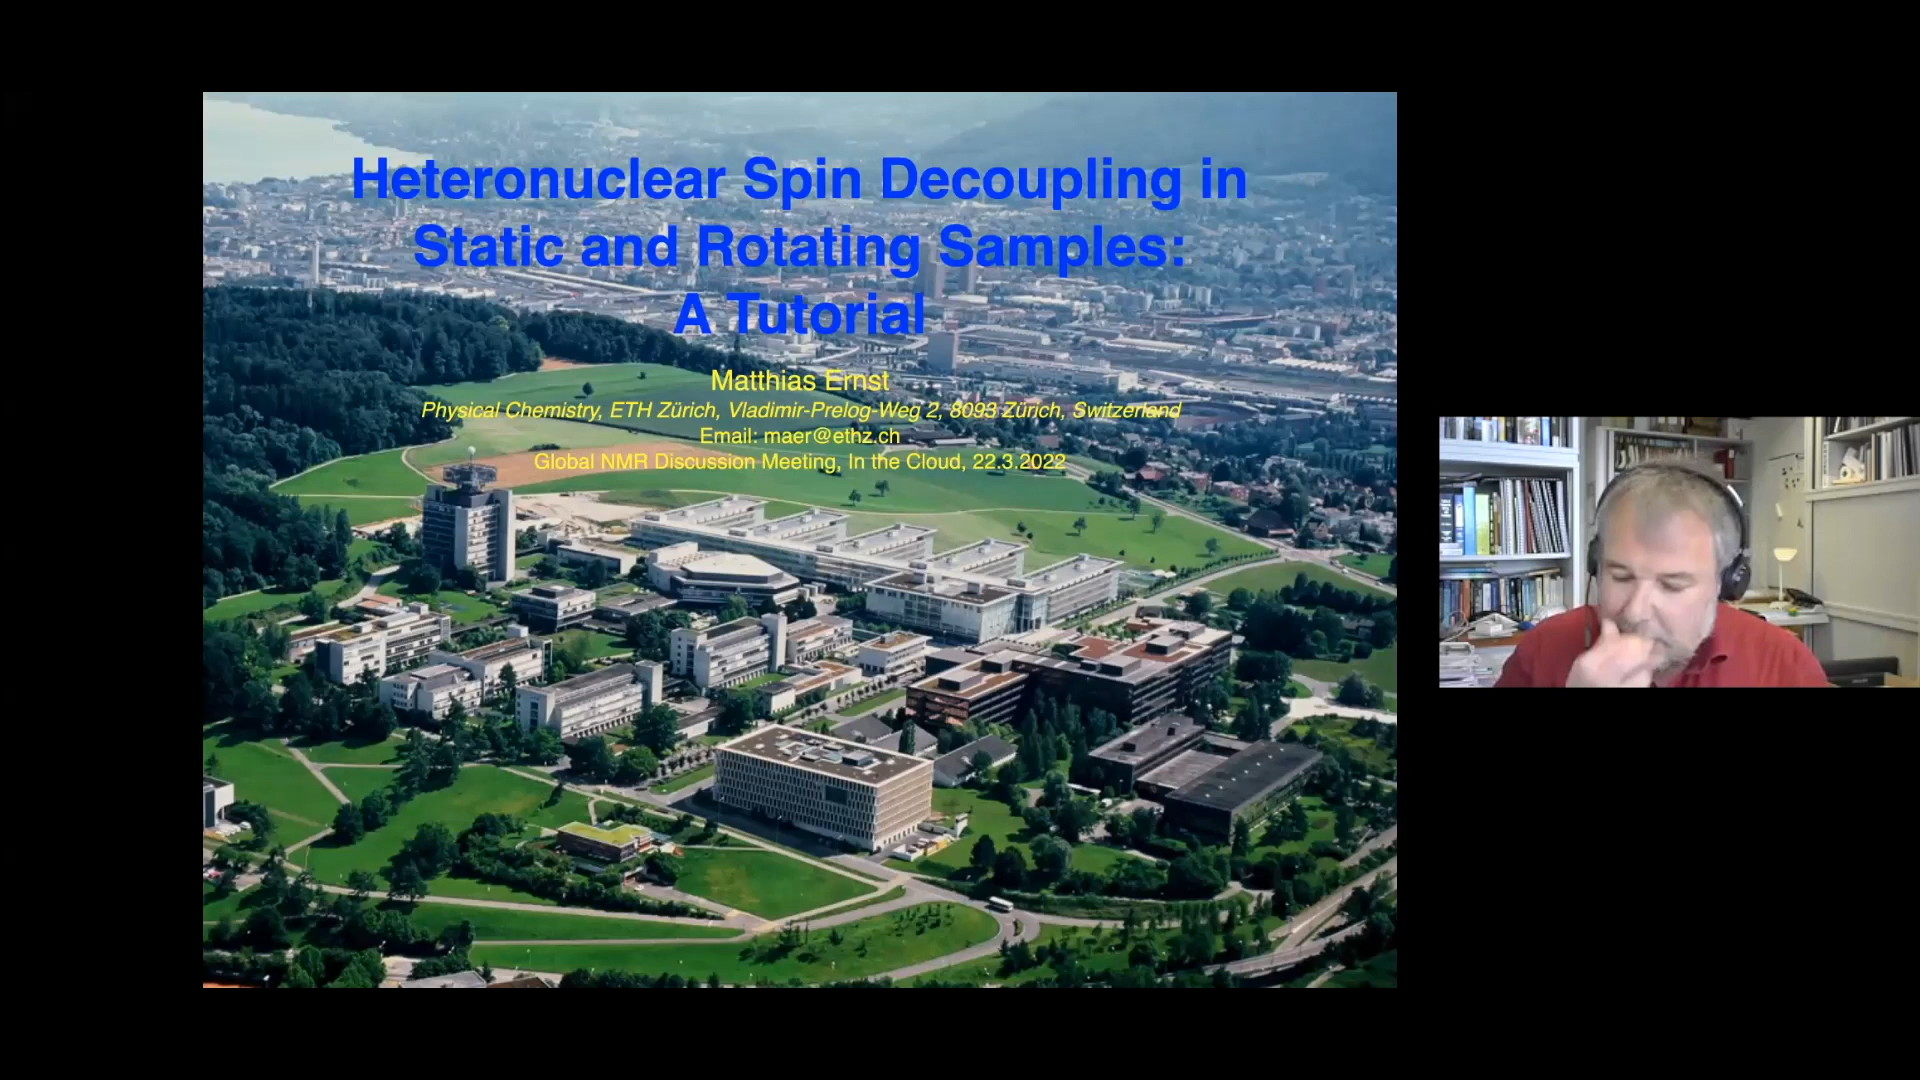 Heteronuclear Spin Decoupling in
Static and Rotating Samples:
A Tutorial
Matthias Ernst
Physical Chemistry, ETH Zürich, Vladimir-Prelog-Weg 2, 8093 Zürich, Switzerland
Email: maer@ethz.ch
Global NMR Discussion Meeting, In the Cloud, 22.3.2022